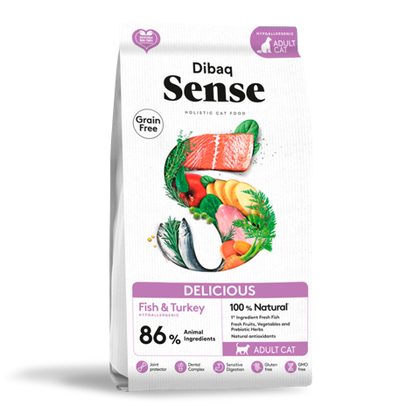 HYPOALLERGENIC
ADULT
CAT
Dibaq
Sense
HOLISTIC CAT FOOD
Grain
Free
DELICIOUS
Fish & Turkey
HYPOALLERGENIC
86%
Animal
Ingredients
100% Natural
1st Ingredient Fresh Fish
Fresh Fruits, Vegetables and
Prebiotic Herbs
Natural antioxidants
ADULT CAT
Joint
protector
Dental
Complex
Sensitive
Digestion
Gluten
free
GMO
free